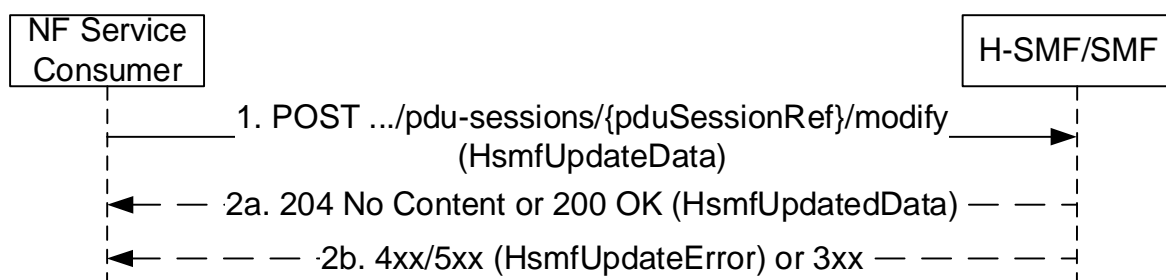 NF Service
Consumer
H-SMF/SMF
1. POST .../pdu-sessions/{pduSessionRef}/modify
(HsmfUpdateData)
2a. 204 No Content or 200 OK (HsmfUpdatedData)
2b. 4xx/5xx (HsmfUpdateError) or 3xx